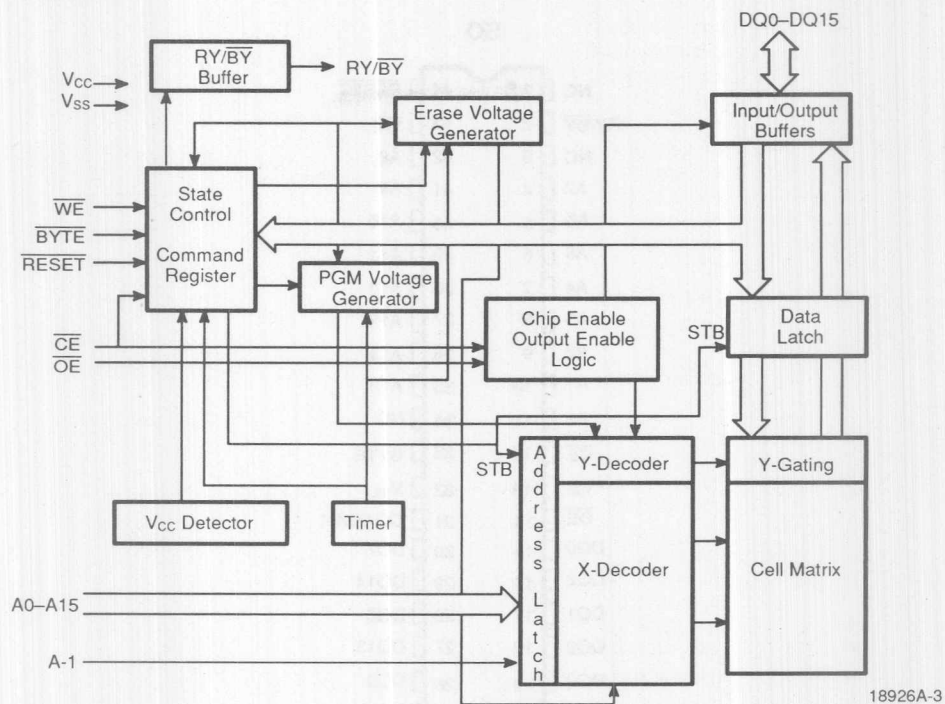 DQ0–DQ15
RY/BY
Buffer
RY/BY
VCC
VSS
Erase Voltage
Generator
Input/Output
Buffers
State
Control
Command
Register
WE
BYTE
RESET
CE
OE
PGM Voltage
Generator
Chip Enable
Output Enable
Logic
STB
Data
Latch
STB
Address Latch
Y-Decoder
Y-Gating
VCC Detector
Timer
X-Decoder
Cell Matrix
A0–A15
A-1
18926A-3